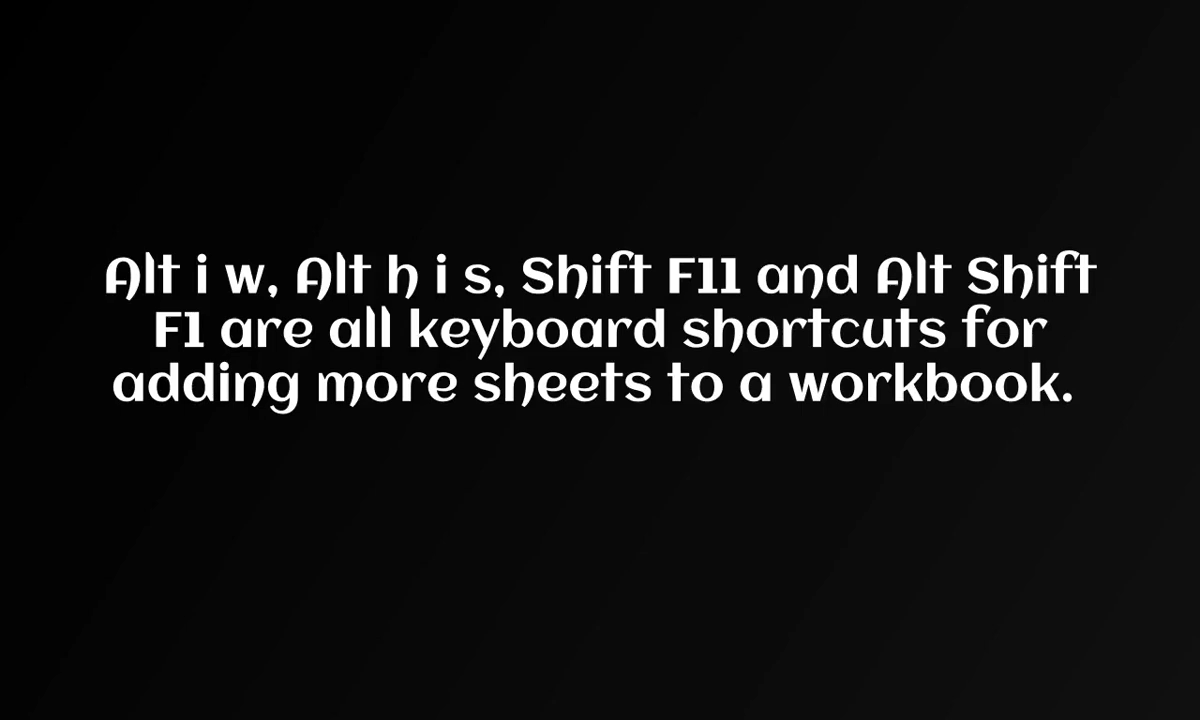 Alt i w, Alt h i s, Shift F11 and Alt Shift
F1 are all keyboard shortcuts for
adding more sheets to a workbook.